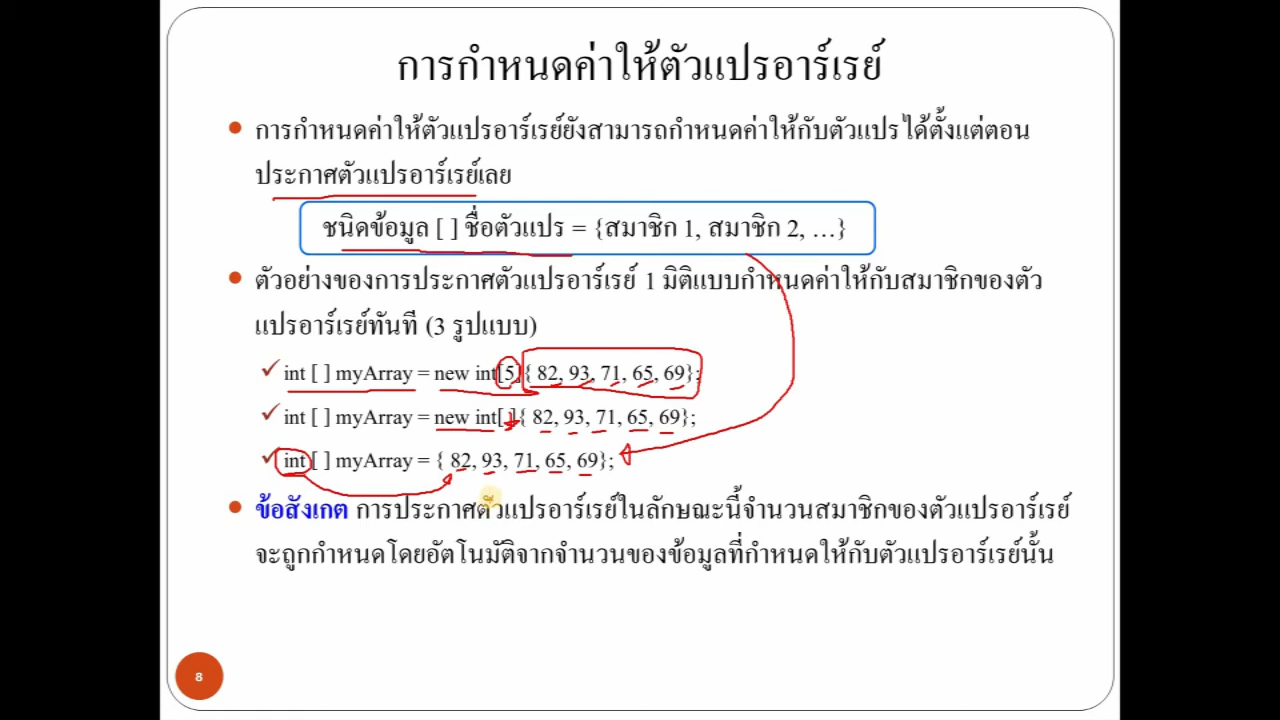 การกำหนดค่าให้ตัวแปรอาร์เรย์
การกำหนดค่าให้ตัวแปรอาร์เรย์ยังสามารถกำหนดค่าให้กับตัวแปรได้ตั้งแต่ตอน
ประกาศตัวแปรอาร์เรย์เลย
ชนิดข้อมูล [ ] ชื่อตัวแปร = {สมาชิก 1, สมาชิก 2, …}
ตัวอย่างของการประกาศตัวแปรอาร์เรย์ 1 มิติแบบกำหนดค่าให้กับสมาชิกของตัว
แปรอาร์เรย์ทันที (3 รูปแบบ)
int [ ] myArray = new int[5]{ 82, 93, 71, 65, 69};
int [ ] myArray = new int[ ]{ 82, 93, 71, 65, 69};
int [ ] myArray = { 82, 93, 71, 65, 69};
ข้อสังเกต การประกาศตัวแปรอาร์เรย์ในลักษณะนี้จำนวนสมาชิกของตัวแปรอาร์เรย์
จะถูกกำหนดโดยอัตโนมัติจากจำนวนของข้อมูลที่กำหนดให้กับตัวแปรอาร์เรย์นั้น
8